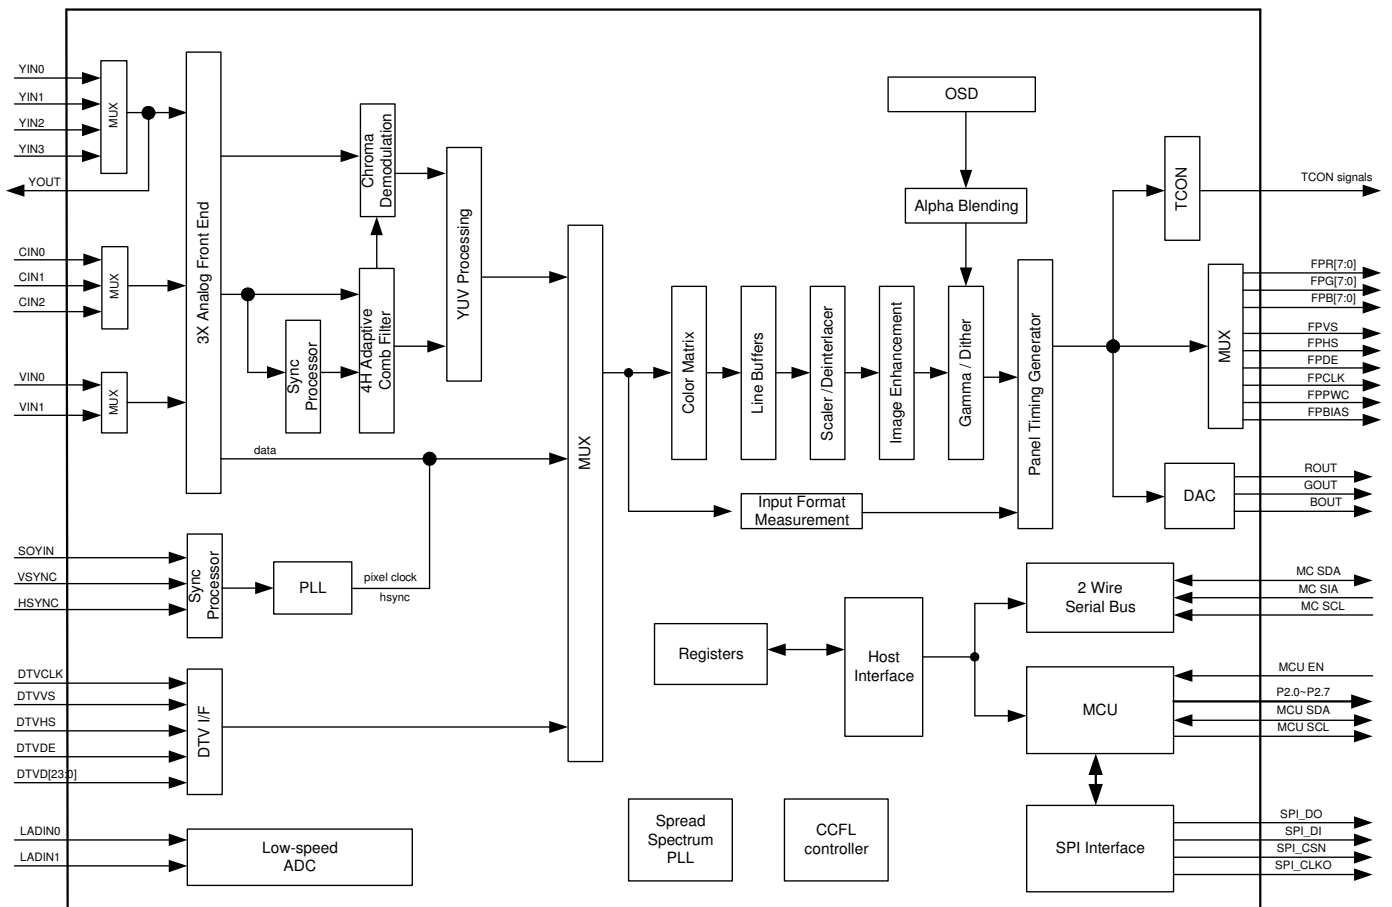 YIN0
YIN1
YIN2
YIN3
MUX
YOUT
CIN0
CIN1
CIN2
MUX
VIN0
VIN1
MUX
3X Analog Front End
Chroma
Demodulation
4H Adaptive
Comb Filter
Sync
Processor
YUV Processing
data
SOYIN
VSYNC
HSYNC
Sync
Processor
PLL
pixel clock
hsync
DTVCLK
DTVVS
DTVHS
DTVDE
DTVD[23:0]
DTV I/F
LADIN0
LADIN1
Low-speed
ADC
MUX
OSD
Alpha Blending
Color Matrix
Line Buffers
Scaler /Deinterlacer
Image Enhancement
Gamma / Dither
Input Format
Measurement
Panel Timing Generator
TCON
TCON signals
MUX
FPR[7:0]
FPG[7:0]
FPB[7:0]
FPVS
FPHS
FPDE
FPCLK
FPPWC
FPBIAS
DAC
ROUT
GOUT
BOUT
Registers
Host
Interface
2 Wire
Serial Bus
MC SDA
MC SIA
MC SCL
MCU
MCU EN
P2.0~P2.7
MCU SDA
MCU SCL
Spread
Spectrum
PLL
CCFL
controller
SPI Interface
SPI_DO
SPI_DI
SPI_CSN
SPI_CLKO